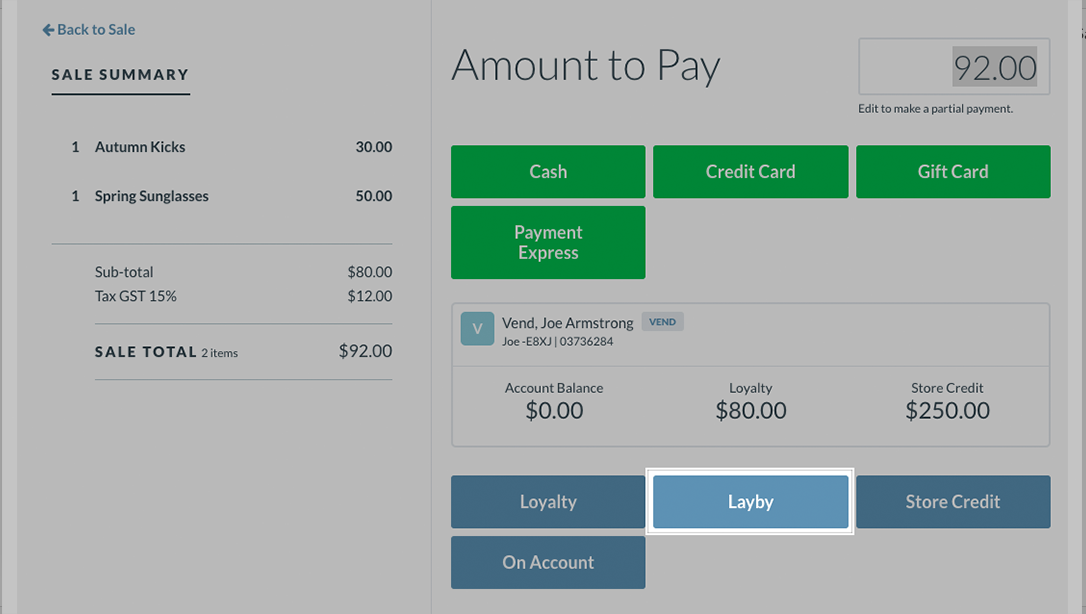 Back to Sale
SALE SUMMARY
1 Autumn Kicks 30.00
1 Spring Sunglasses 50.00
Sub-total $80.00
Tax GST 15% $12.00
SALE TOTAL 2 items $92.00
Amount to Pay 92.00
Edit to make a partial payment.
Cash Credit Card Gift Card
Payment
Express
V Vend, Joe Armstrong VEND
Joe -E8XJ | 03736284
Account Balance Loyalty Store Credit
$0.00 $80.00 $250.00
Loyalty Layby Store Credit
On Account